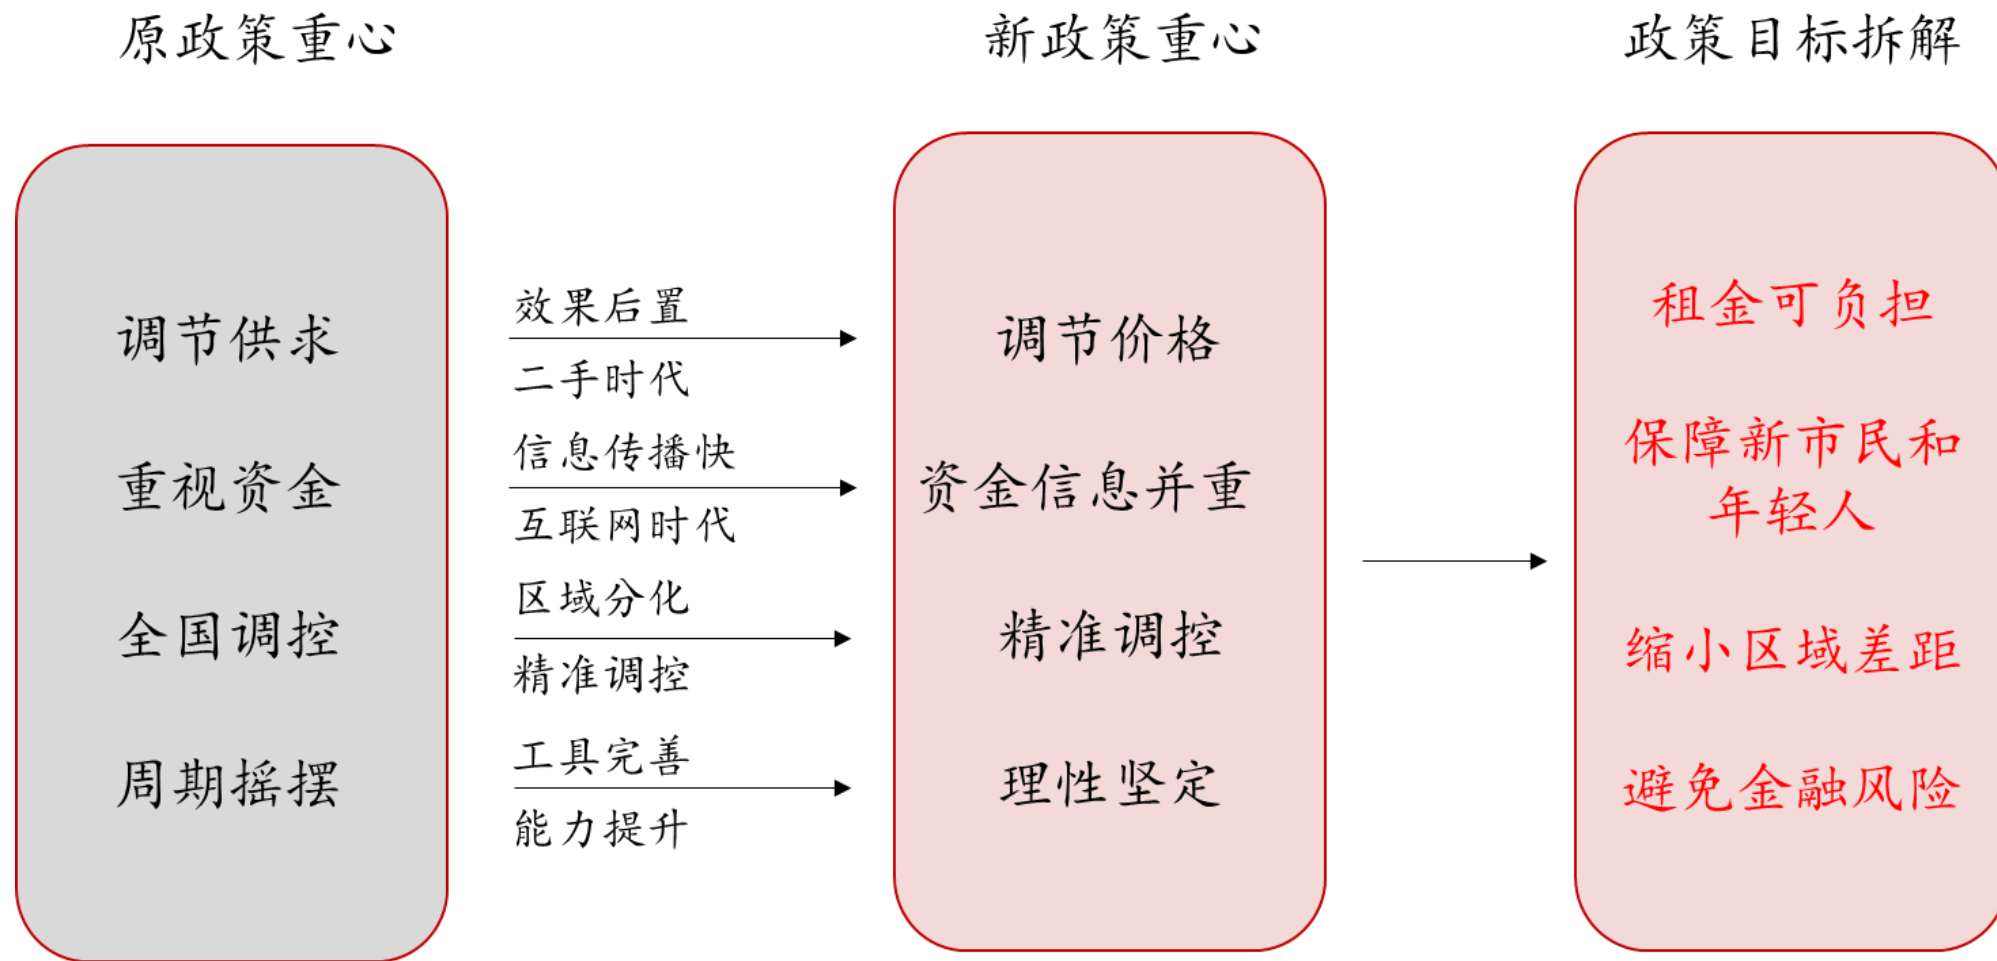 原政策重心
新政策重心
政策目标拆解
调节供求
效果后置
二手时代
调节价格
租金可负担
重视资金
信息传播快
互联网时代
资金信息并重
保障新市民和
年轻人
全国调控
区域分化
精准调控
精准调控
缩小区域差距
周期摇摆
工具完善
能力提升
理性坚定
避免金融风险